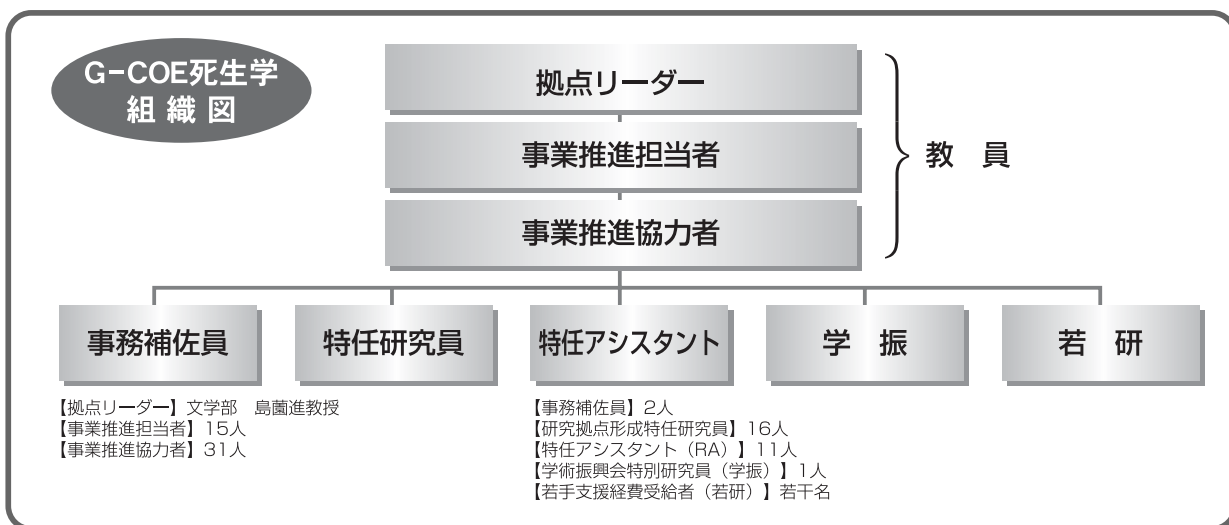 G-COE死生学
組織図
拠点リーダー
事業推進担当者
事業推進協力者
教 員
事務補佐員
特任研究員
特任アシスタント
学 振
若 研
【拠点リーダー】文学部 島薗進教授
【事業推進担当者】15人
【事業推進協力者】31人
【事務補佐員】2人
【研究拠点形成特任研究員】16人
【特任アシスタント（RA）】11人
【学術振興会特別研究員（学振）】1人
【若手支援経費受給者（若研）】若干名